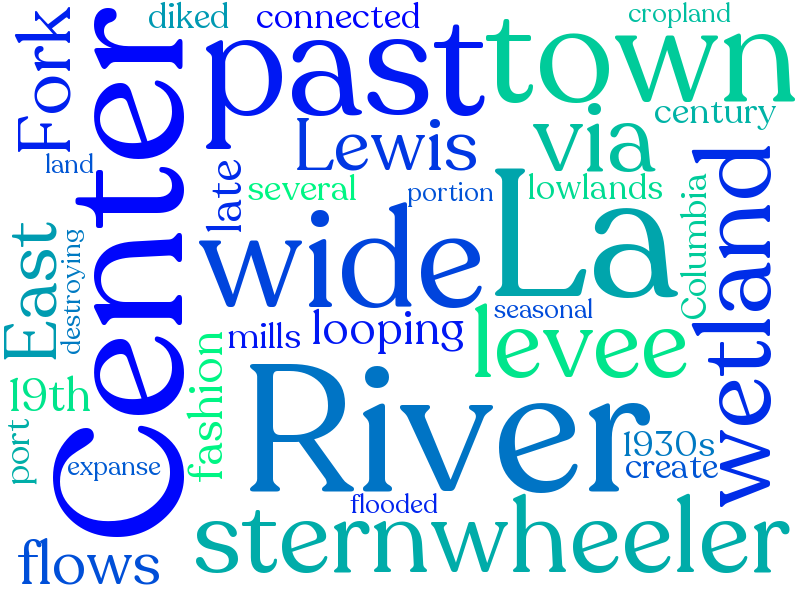 diked
connected
cropland
Fork
past
town
century
Center
Lewis
via
land
late
several
portion
lowlands
Columbia
wetland
East
destroying
wide
La
seasonal
mills
looping
levee
fashion
19th
River
port
expanse
1930s
create
flooded
sternwheeler
flows